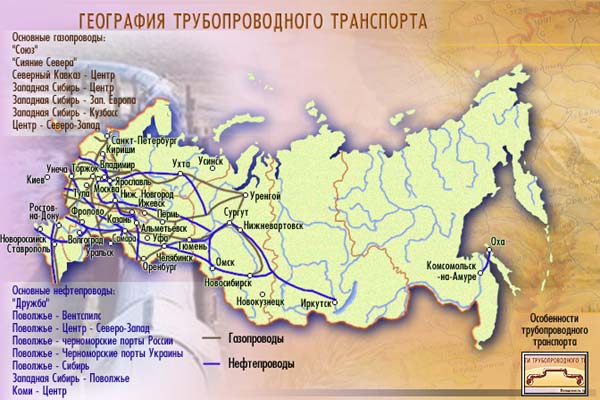 ГЕОГРАФИЯ ТРУБОПРОВОДНОГО ТРАНСПОРТА
Основные газопроводы:
"Союз"
"Сияние Севера"
Северный Кавказ - Центр
Западная Сибирь - Центр
Западная Сибирь - Зап. Европа
Западная Сибирь - Кузбасс
Центр - Северо-Запад
Санкт-Петербург
Кириши
Владимир
Унеча
Торжок
Ухта
Усинск
Киев
Ярославль
Москва
Тула
Ниж. Новгород
Уренгой
Ижевск
Ростов-
на-Дону
Фролово
Казань
Пермь
Сургут
Альметьевск
Нижневартовск
Новороссийск
Волгоград
Самара
Уфа
Тюмень
Ставрополь
Уральск
Челябинск
Оренбург
Омск
Новосибирск
Новокузнецк
Иркутск
Оха
Комсомольск
-на-Амуре
Основные нефтепроводы:
"Дружба"
Поволжье - Вентспилс
Поволжье - Центр - Северо-Запад
Поволжье - черноморские порты России
Поволжье - Черноморские порты Украины
Поволжье - Сибирь
Западная Сибирь - Поволжье
Коми - Центр
Газопроводы
Нефтепроводы
Особенности
трубопроводного
транспорта
И ТРУБОПРОВОДНОГО Т